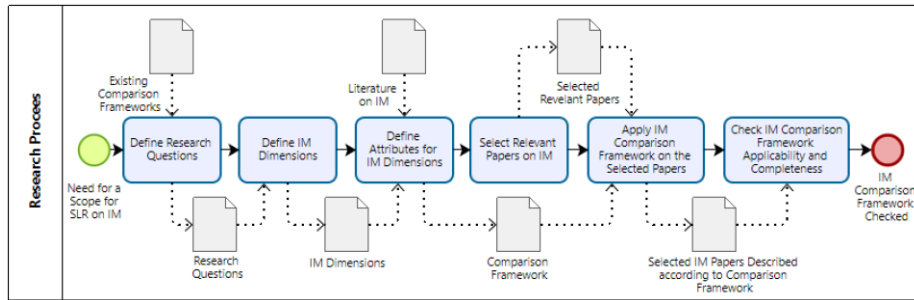 Research Procees
Existing
Comparison
Frameworks
Literature
on IM
Selected
Revelant Papers
Need for a
Scope for
SLR on IM
Define Research
Questions
Define IM
Dimensions
Define
Attributes for
IM Dimensions
Select Relevant
Papers on IM
Apply IM
Comparison
Framework on the
Selected Papers
Check IM Comparison
Framework
Applicability and
Completeness
IM
Comparison
Framework
Checked
Research
Questions
IM Dimensions
Comparison
Framework
Selected IM Papers Described
according to Comparison
Framework